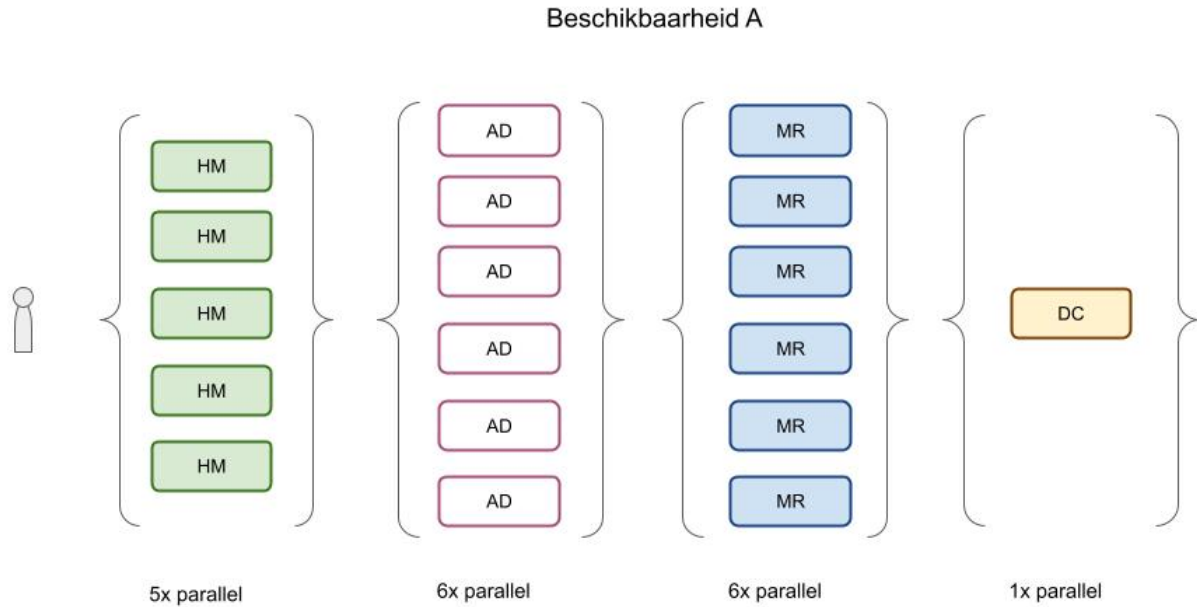 Beschikbaarheid A
HM
HM
HM
HM
HM
5x parallel
AD
AD
AD
AD
AD
AD
6x parallel
MR
MR
MR
MR
MR
MR
6x parallel
DC
1x parallel